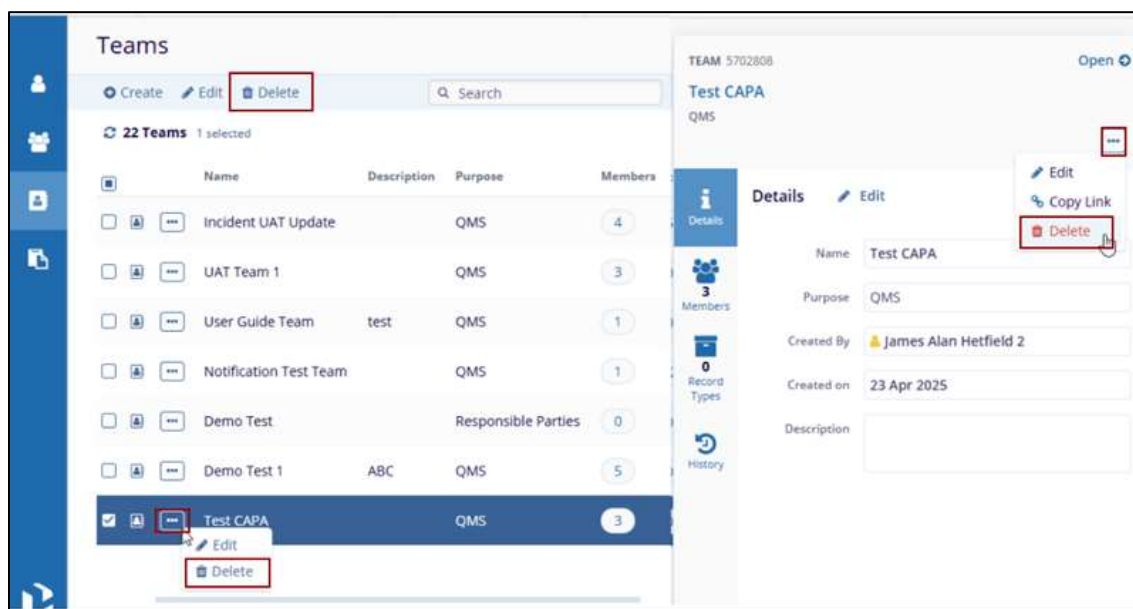 Teams
Create Edit Delete
Search
22 Teams 1 selected
Name Description Purpose Members
Incident UAT Update QMS 4
UAT Team 1 QMS 3
User Guide Team test QMS 1
Notification Test Team QMS 1
Demo Test Responsible Parties 0
Demo Test 1 ABC QMS 5
Test CAPA QMS 3
Edit
Delete
TEAM 5702808 Open
Test CAPA
QMS
Edit
Copy Link
Delete
Details
3
Members
0
Record
Types
History
Details Edit
Name Test CAPA
Purpose QMS
Created By James Alan Hetfield 2
Created on 23 Apr 2025
Description